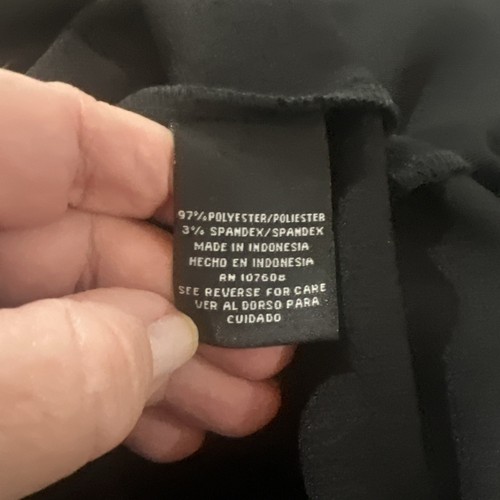 97% POLYESTER/POLIESTER
3% SPANDEX/SPANDEX
MADE IN INDONESIA
HECHO EN INDONESIA
RN 107608
SEE REVERSE FOR CARE
VER AL DORSO PARA
CUIDADO